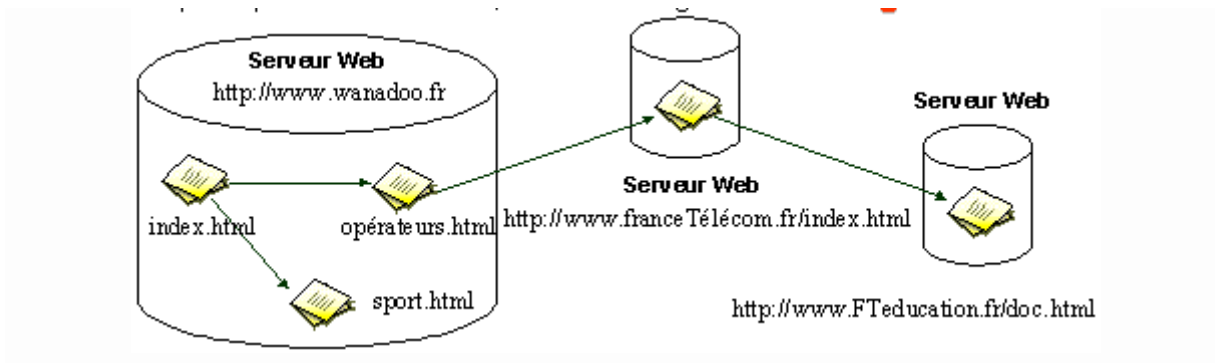 Serveur Web
http://www.wanadoo.fr
index.html
opérateurs.html
sport.html
Serveur Web
http://www.franceTélécom.fr/index.html
Serveur Web
http://www.FTeducation.fr/doc.html